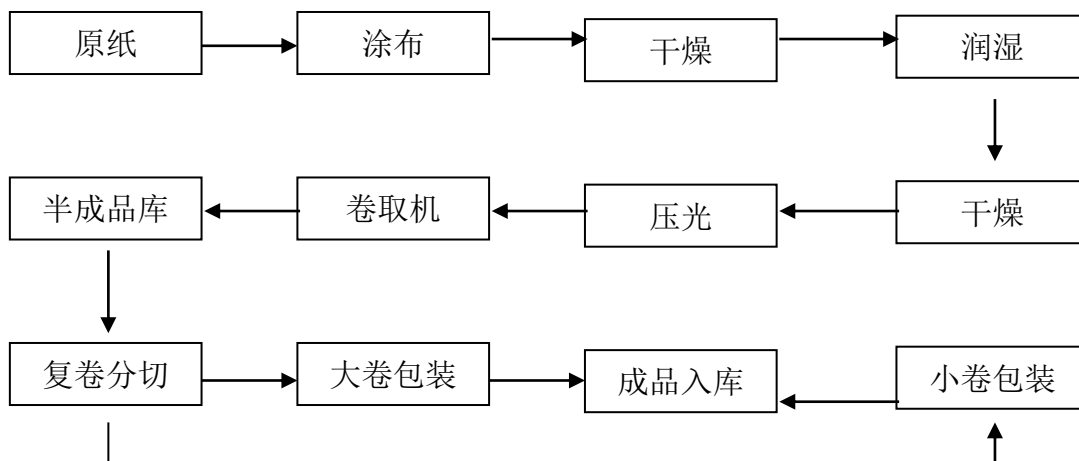 原纸
涂布
干燥
润湿
半成品库
卷取机
压光
干燥
复卷分切
大卷包装
成品入库
小卷包装